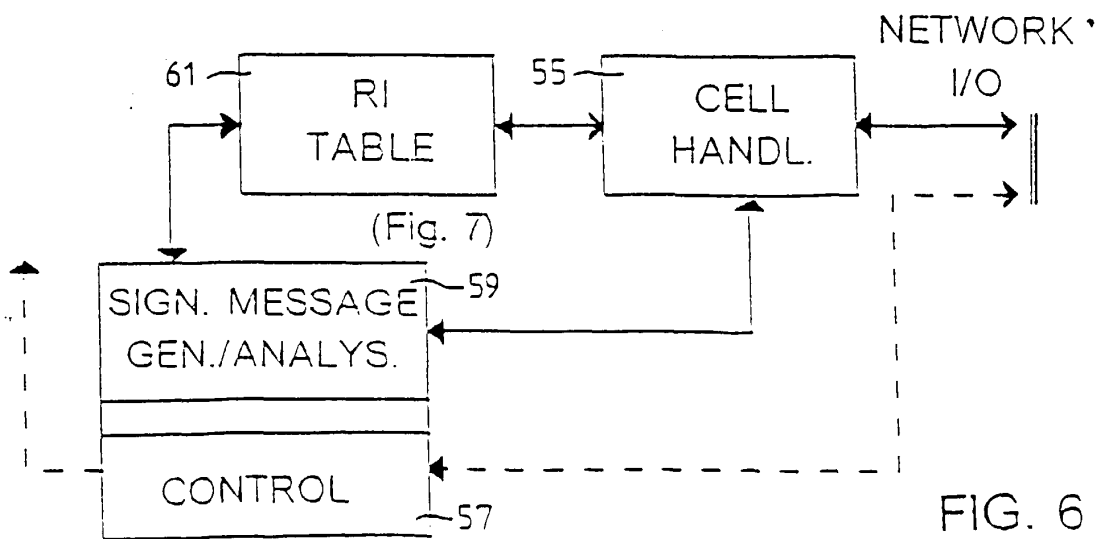 NETWORK
I/O
61
RI
TABLE
55
CELL
HANDL.
(Fig. 7)
SIGN. MESSAGE
GEN./ANALYS.
59
CONTROL
57
FIG. 6